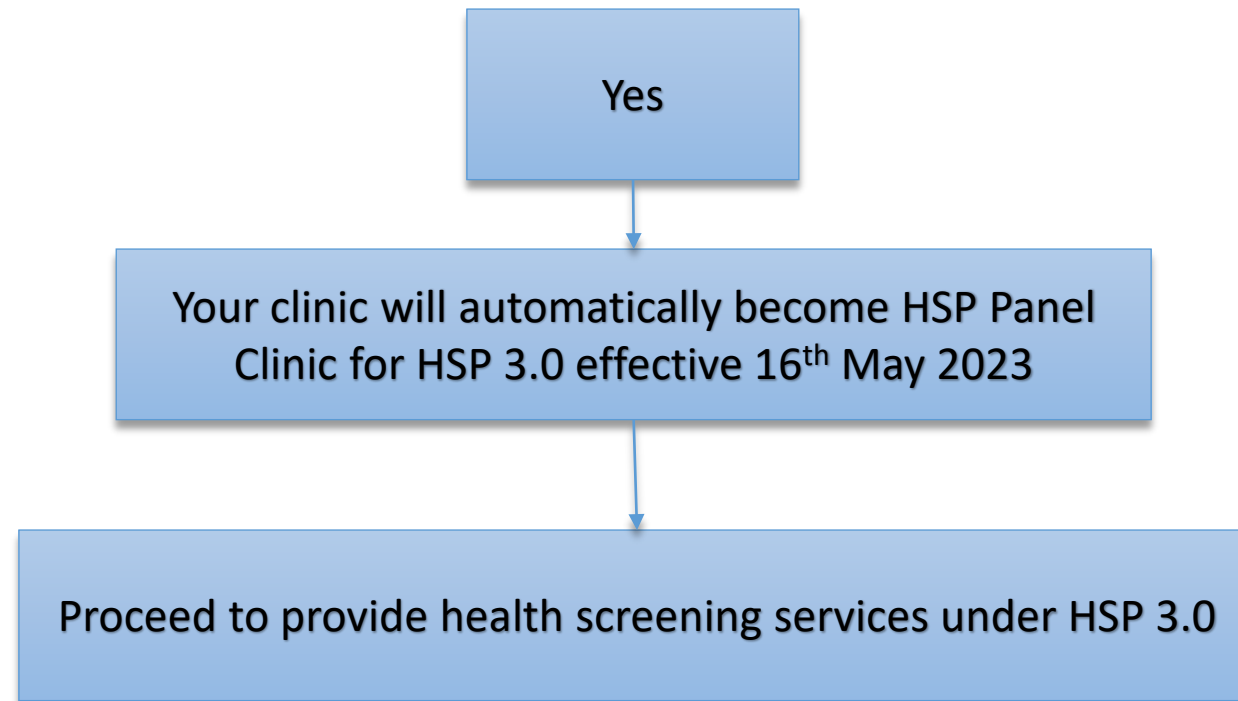 Yes
Your clinic will automatically become HSP Panel
Clinic for HSP 3.0 effective 16th May 2023
Proceed to provide health screening services under HSP 3.0